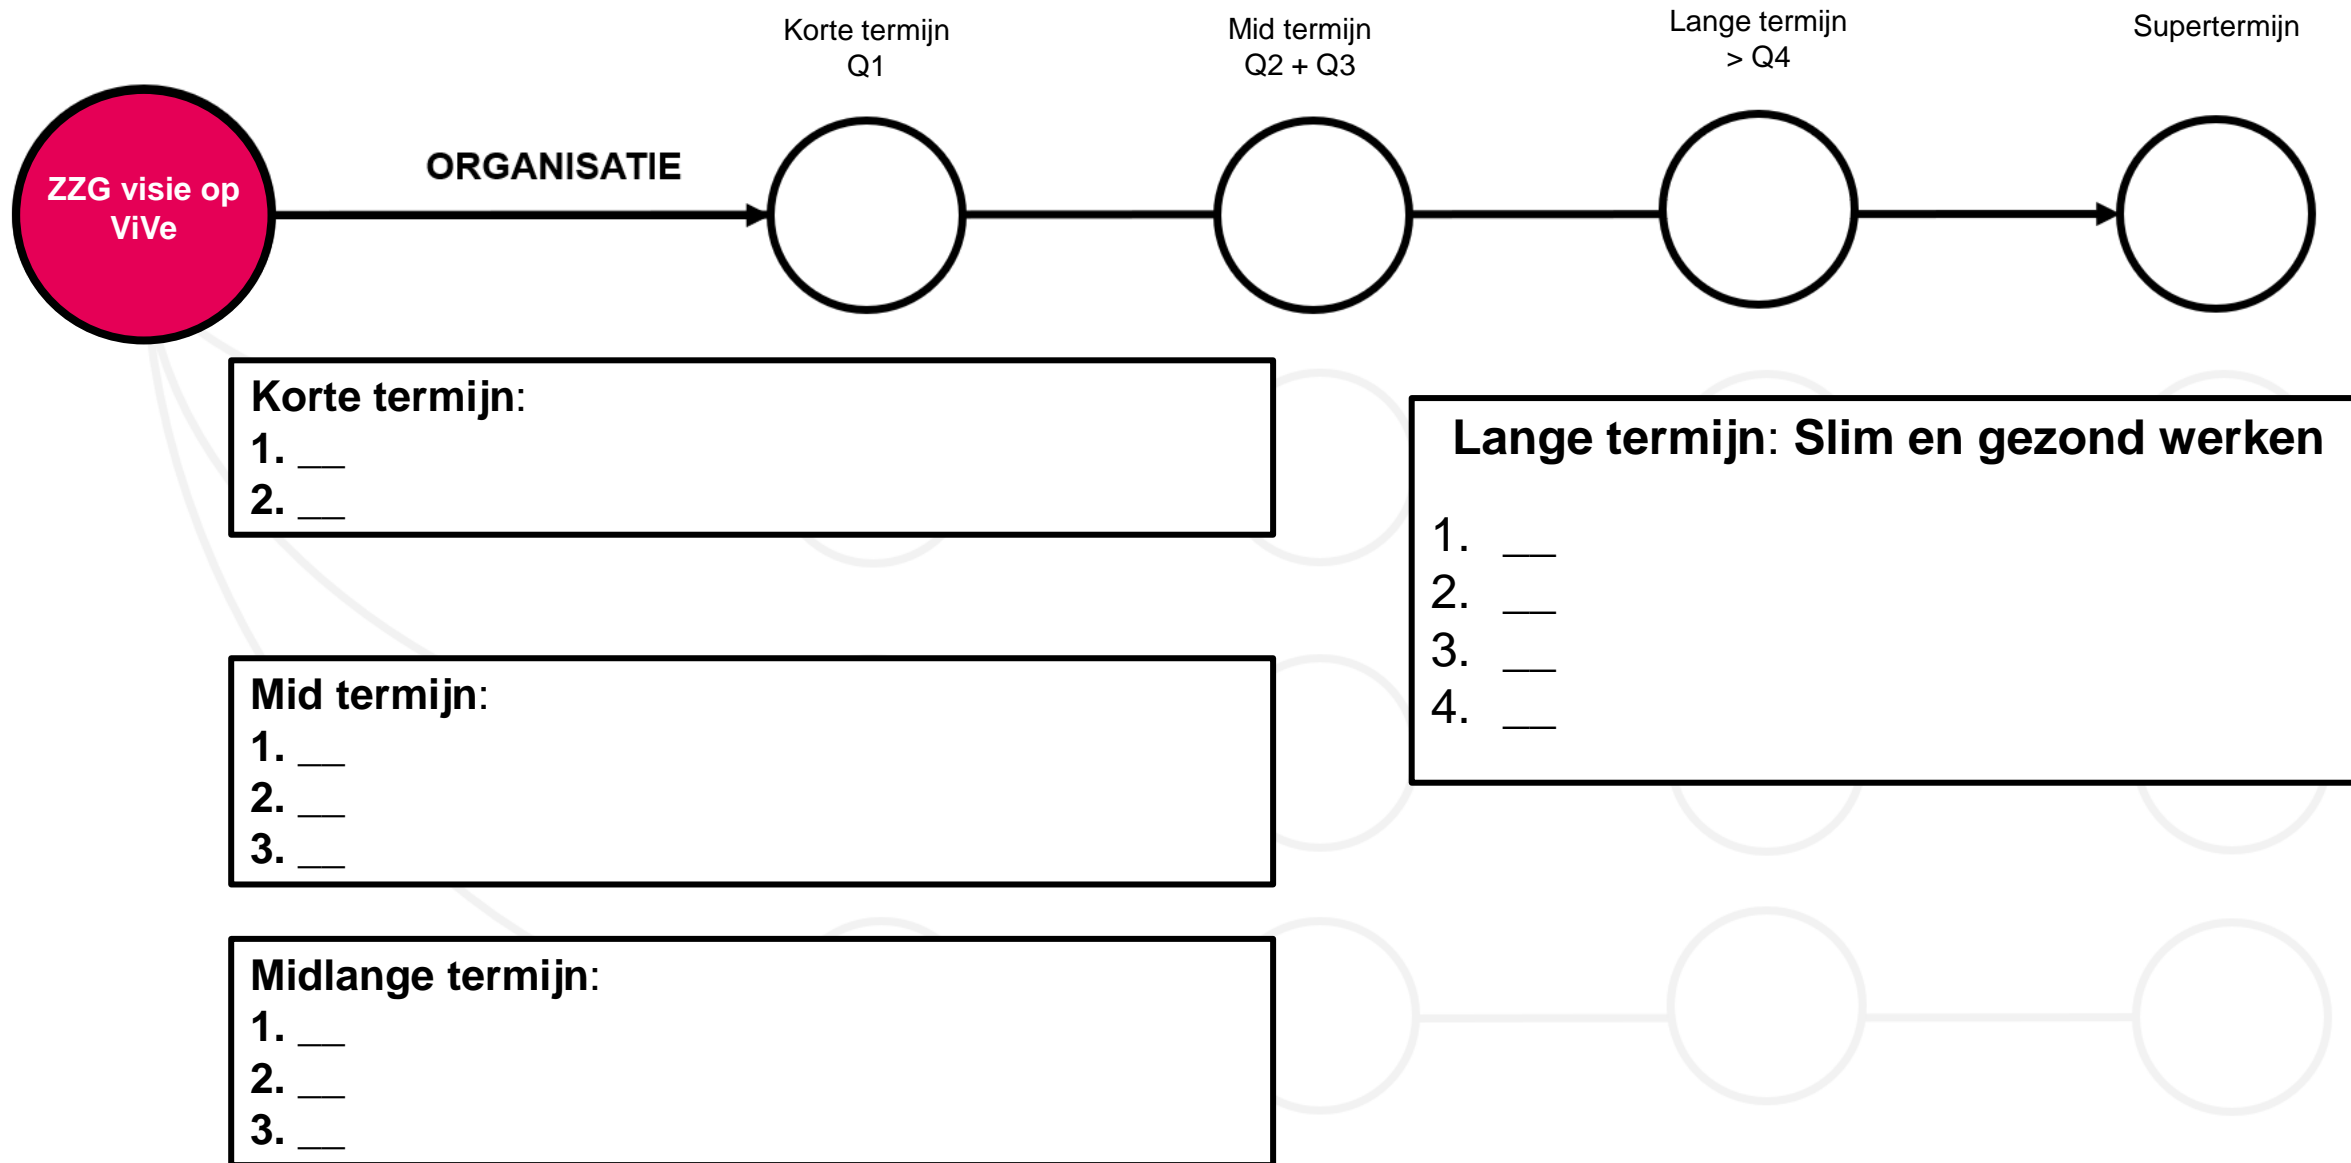 Korte termijn
Q1
Mid termijn
Q2 + Q3
Lange termijn
> Q4
Supertermijn
ZZG visie op
ViVe
ORGANISATIE
Korte termijn:
1. __
2. __
Mid termijn:
1. __
2. __
3. __
Midlange termijn:
1. __
2. __
3. __
Lange termijn: Slim en gezond werken
1. __
2. __
3. __
4. __